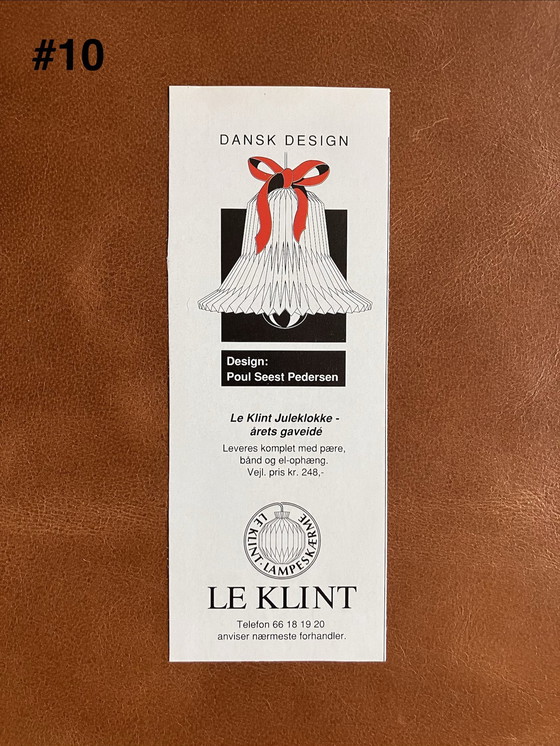 #10
DANSK DESIGN
Design:
Poul Seest Pedersen
Le Klint Juleklokke -
årets gaveidé
Leveres komplet med pære,
bånd og el-ophæng.
Vejl. pris kr. 248,-
LE KLINT · LAMPESKÆRME
LE KLINT
Telefon 66 18 19 20
anviser nærmeste forhandler.